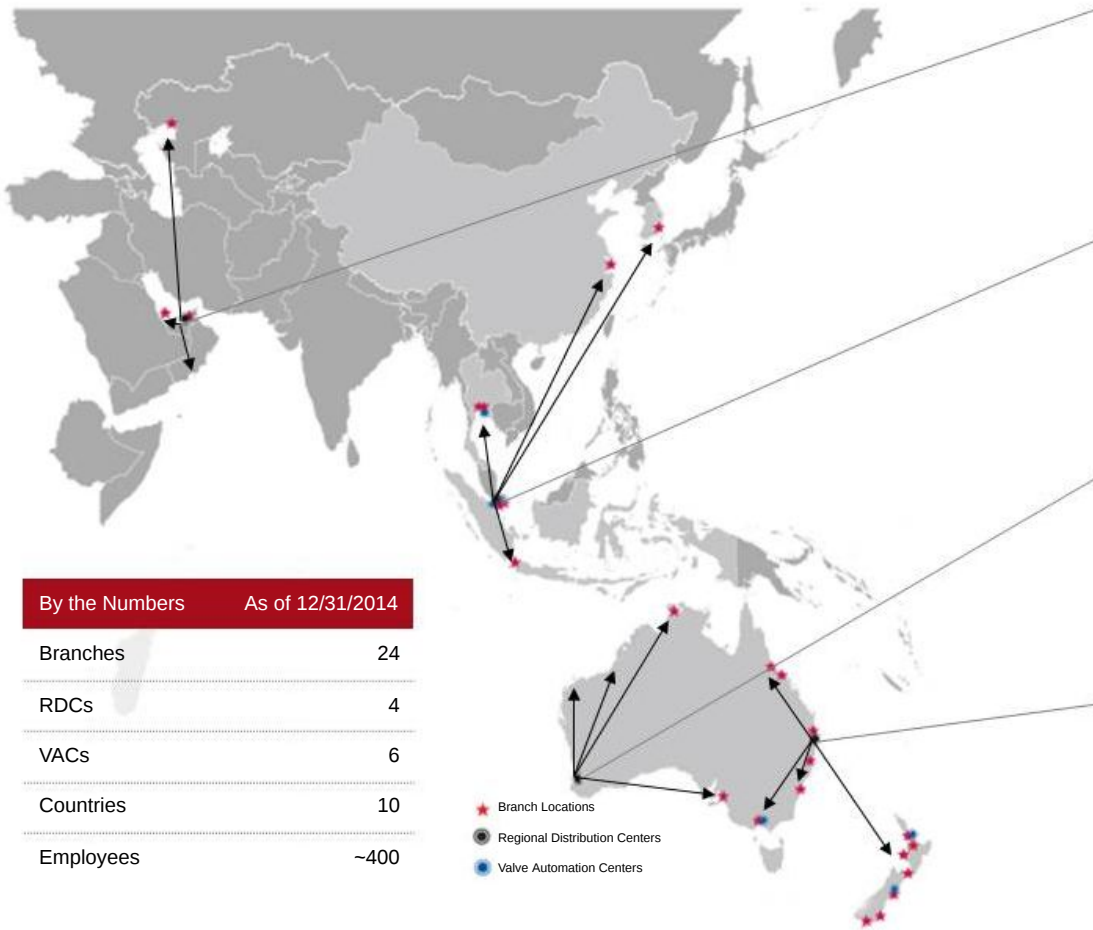 By the Numbers As of 12/31/2014
Branches 24
RDCs 4
VACs 6
Countries 10
Employees ~400
Branch Locations
Regional Distribution Centers
Valve Automation Centers